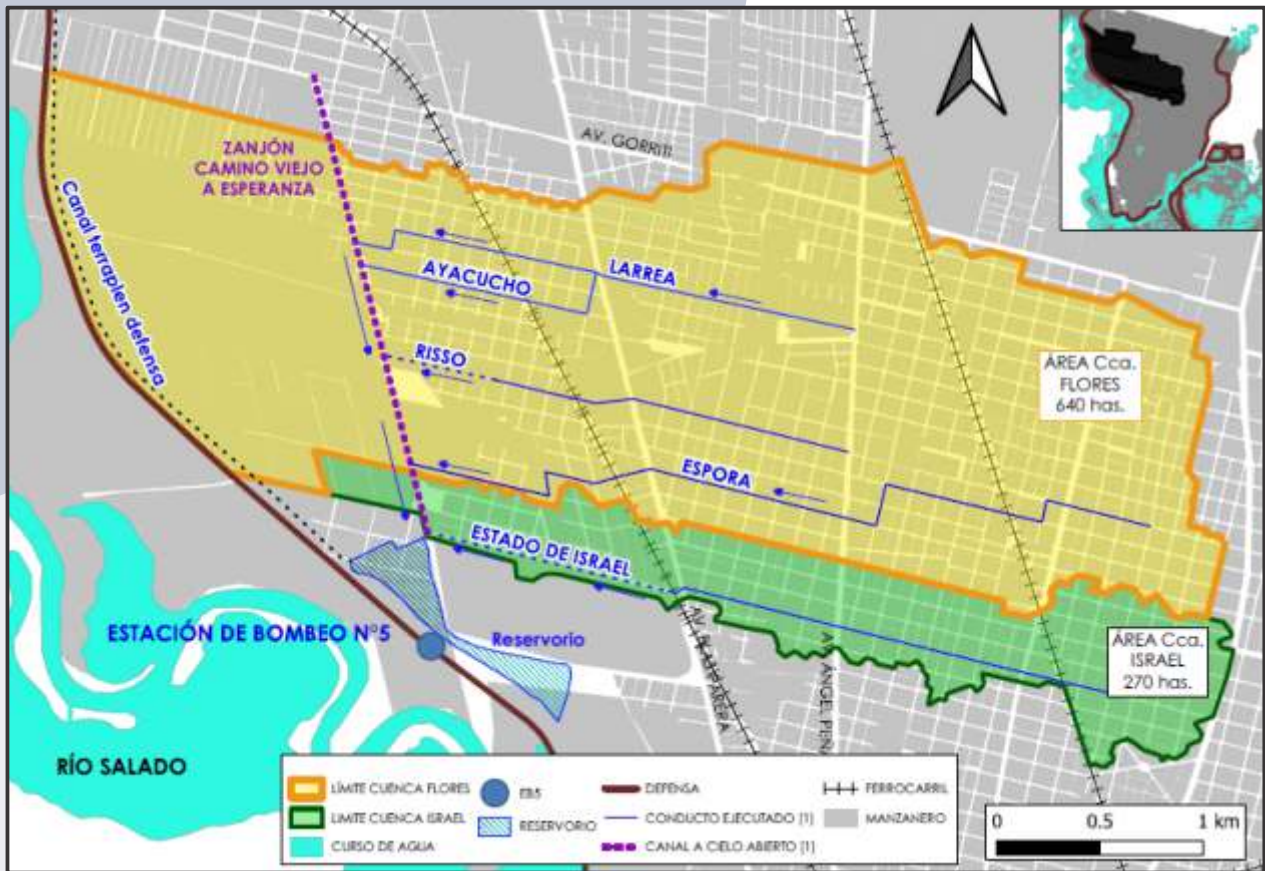 AV. GORRITI
ZANJÓN
CAMINO VIEJO
A ESPERANZA
Canal terraplen defensa
LARREA
AYACUCHO
RISSO
ÁREA Cca.
FLORES
640 has.
ESPORA
ESTADO DE ISRAEL
ESTACIÓN DE BOMBEO N°5
Reservorio
ÁREA Cca.
ISRAEL
270 has.
RÍO SALADO
LÍMITE CUENCA FLORES
EB5
DEFENSA
FERROCARRIL
LIMITE CUENCA ISRAEL
RESERVORIO
CONDUCTO EJECUTADO [1]
MANZANERO
CURSO DE AGUA
CANAL A CIELO ABIERTO [1]
0 0.5 1 km